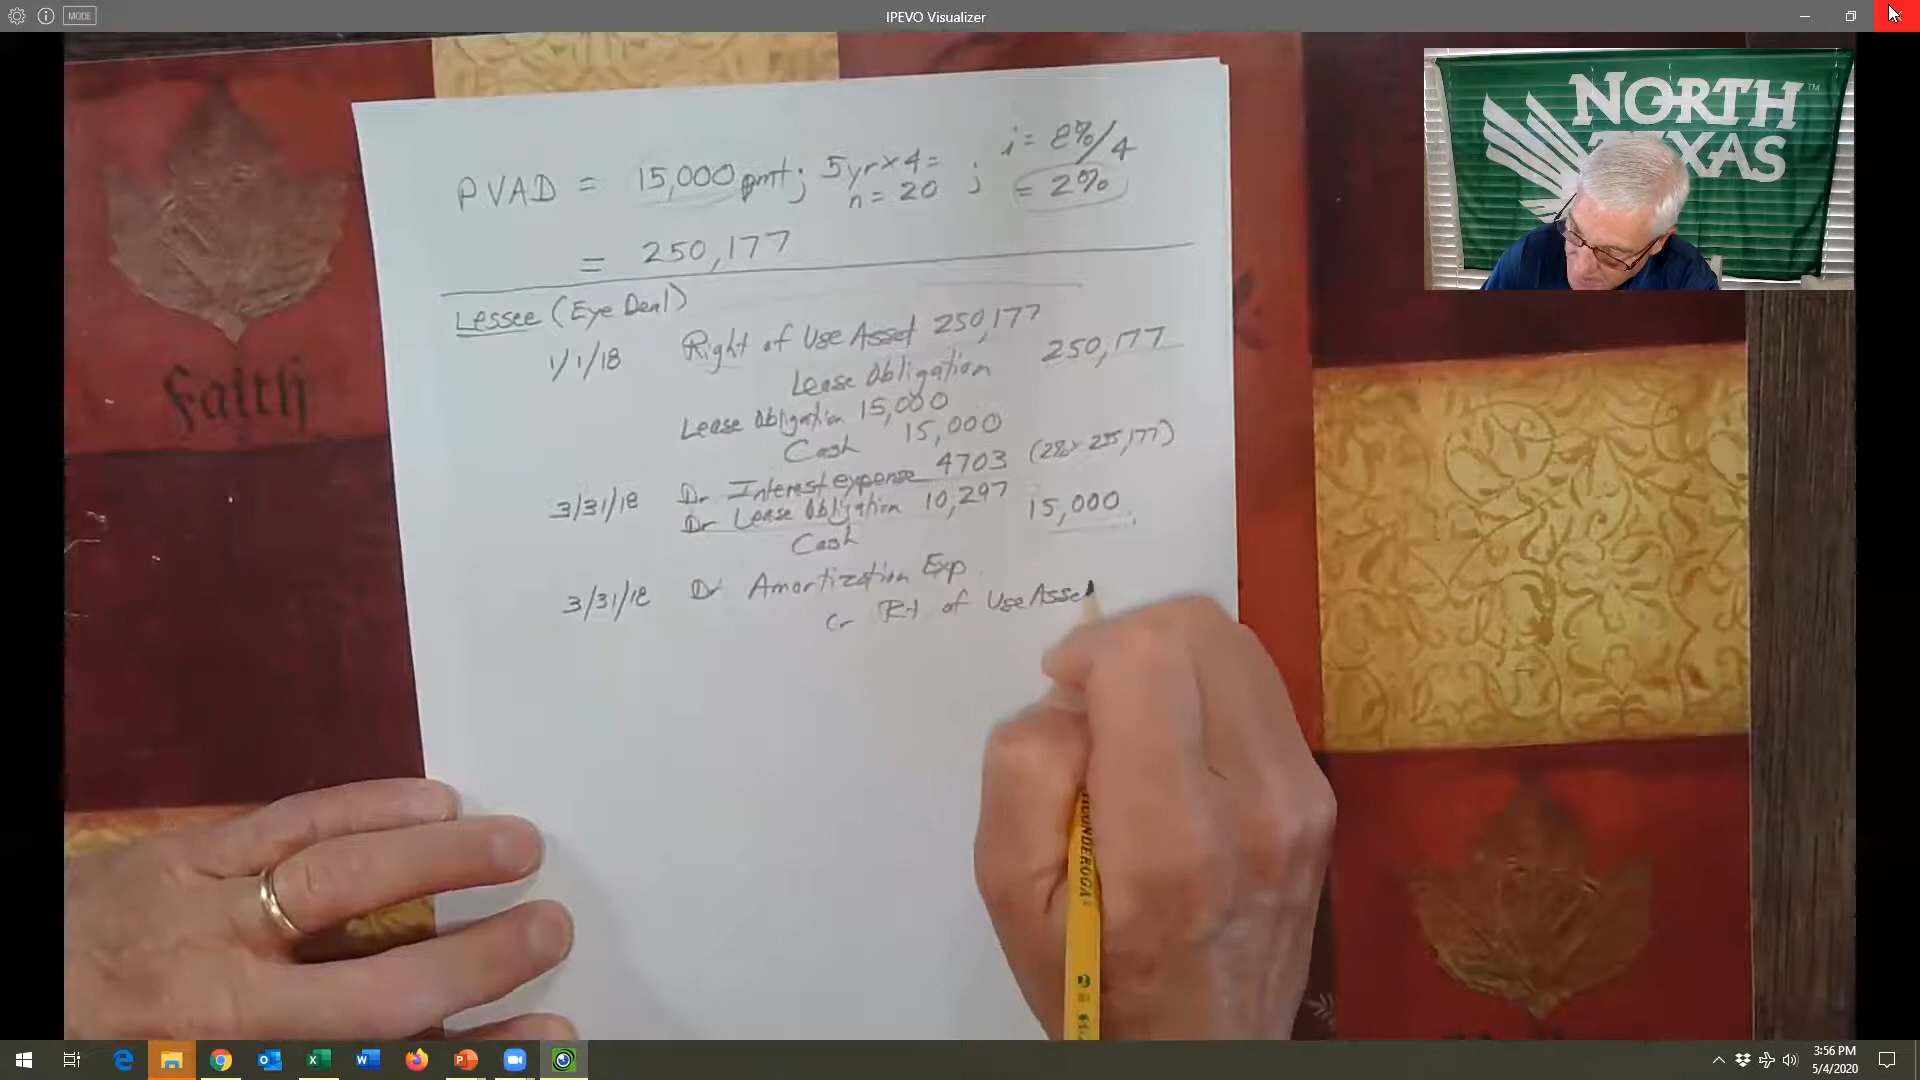 MODE
IPEVO Visualizer
NORTH
TEXAS
™
PVAD = 15,000 pmt; 5yr×4= ; i= 8%/4
n=20 = 2%
= 250,177
Lessee (Eye Deal)
1/1/18 Right of Use Asset 250,177
Lease Obligation 250,177
Lease Obligation 15,000
Cash 15,000
3/31/18 Dr Interest expense 4703 (2%× 235,177)
Dr Lease Obligation 10,297
Cash 15,000
3/31/18 Dr Amortization Exp
Cr Rt of Use Asset
Faith
TICONDEROGA
3:56 PM
5/4/2020